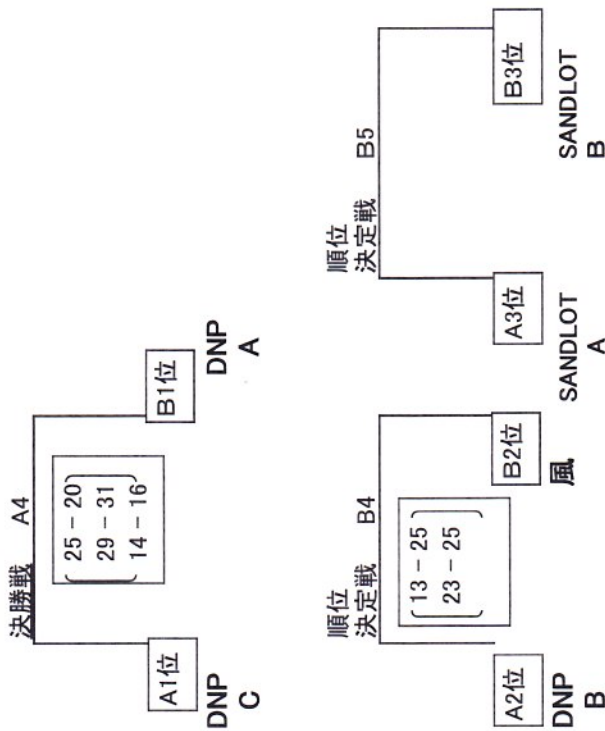 決勝戦 A4
25 - 20
29 - 31
14 - 16
A1位
B1位
DNP
C
DNP
A
順位
決定戦
B4
13 - 25
23 - 25
A2位
B2位
DNP
B
風
順位
決定戦
B5
A3位
B3位
SANDLOT
A
SANDLOT
B